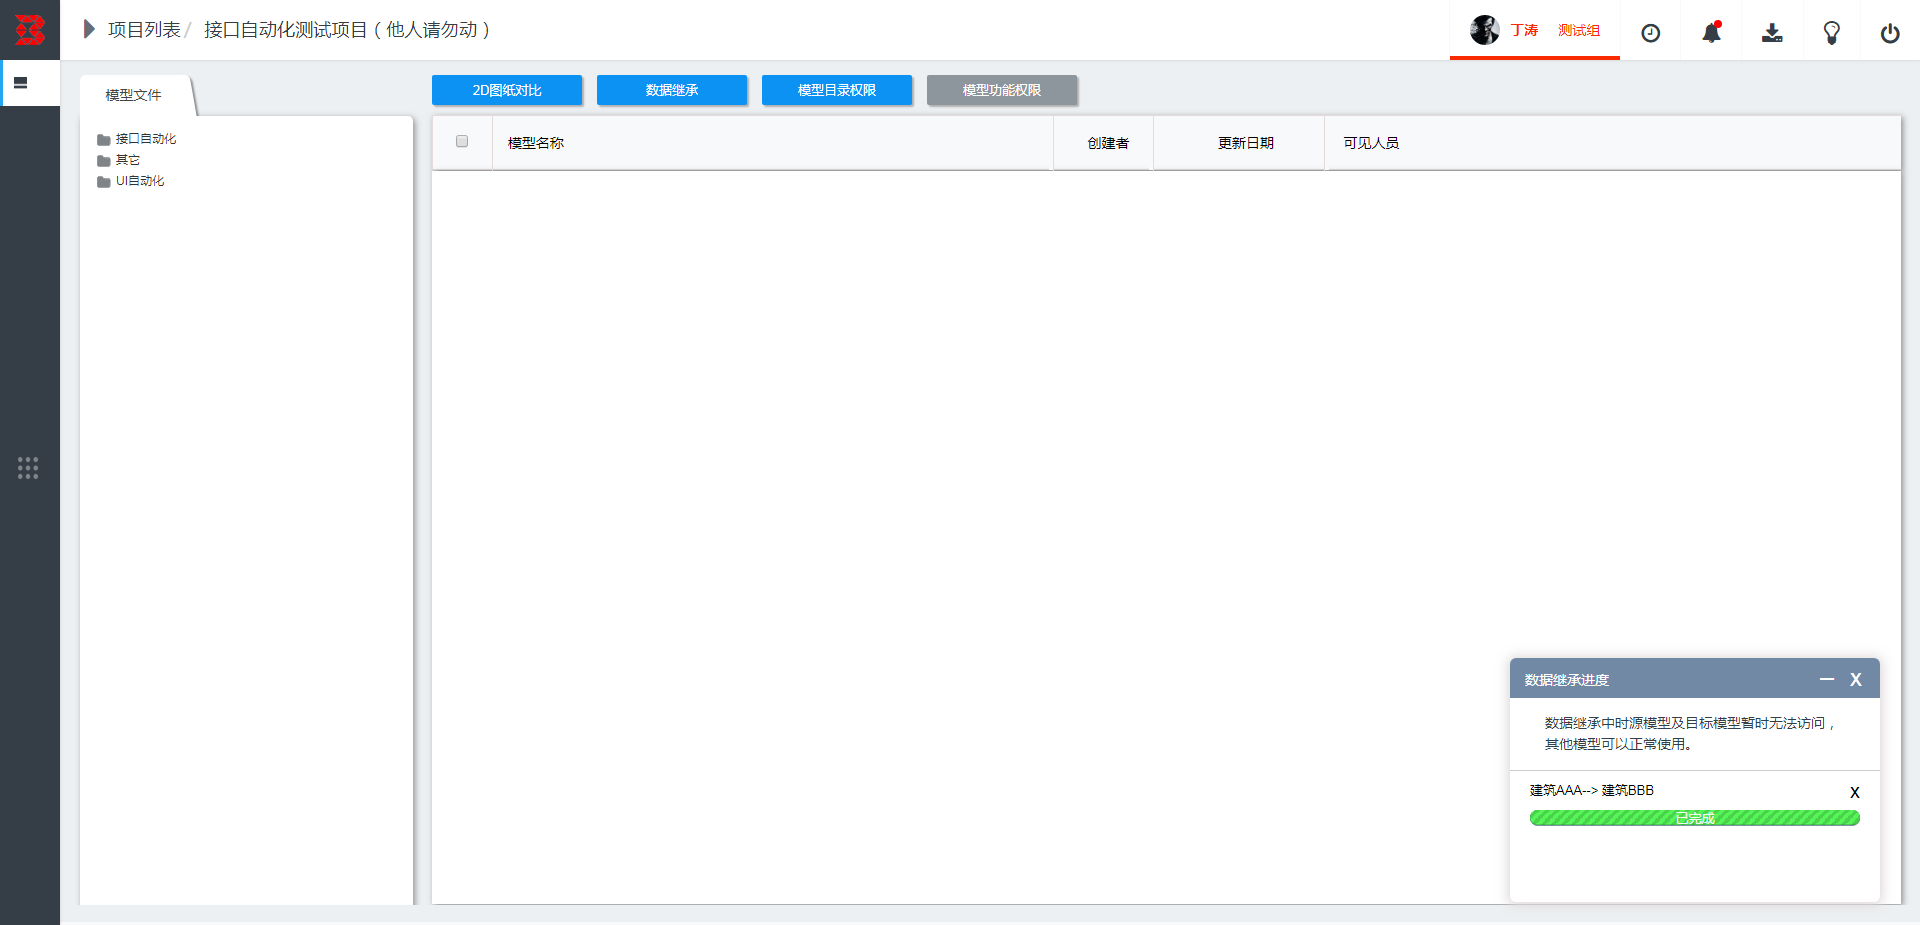 项目列表/ 接口自动化测试项目（他人请勿动）
丁涛 测试组
模型文件
接口自动化
其它
UI自动化
2D图纸对比 数据继承 模型目录权限 模型功能权限
模型名称 创建者 更新日期 可见人员
数据继承进度 — X
数据继承中时源模型及目标模型暂时无法访问，
其他模型可以正常使用。
建筑AAA--> 建筑BBB X
已完成